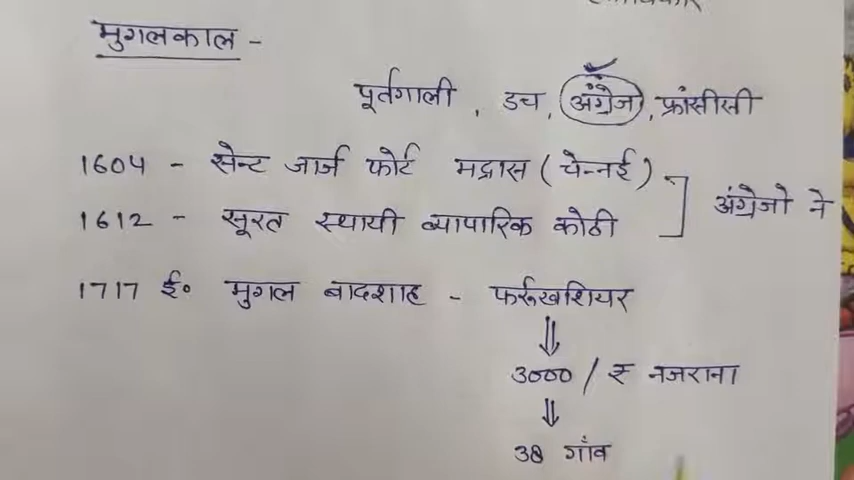 मुगलकाल -
पूर्तगाली , डच, अंग्रेज, फ्रांसीसी
1604 - सेन्ट जार्ज फोर्ट मद्रास (चेन्नई)
1612 - सूरत स्थायी व्यापारिक कोठी
अंग्रेजो ने
1717 ई० मुगल बादशाह - फर्रूखशियर
3000 / ₹ नजराना
38 गाँव